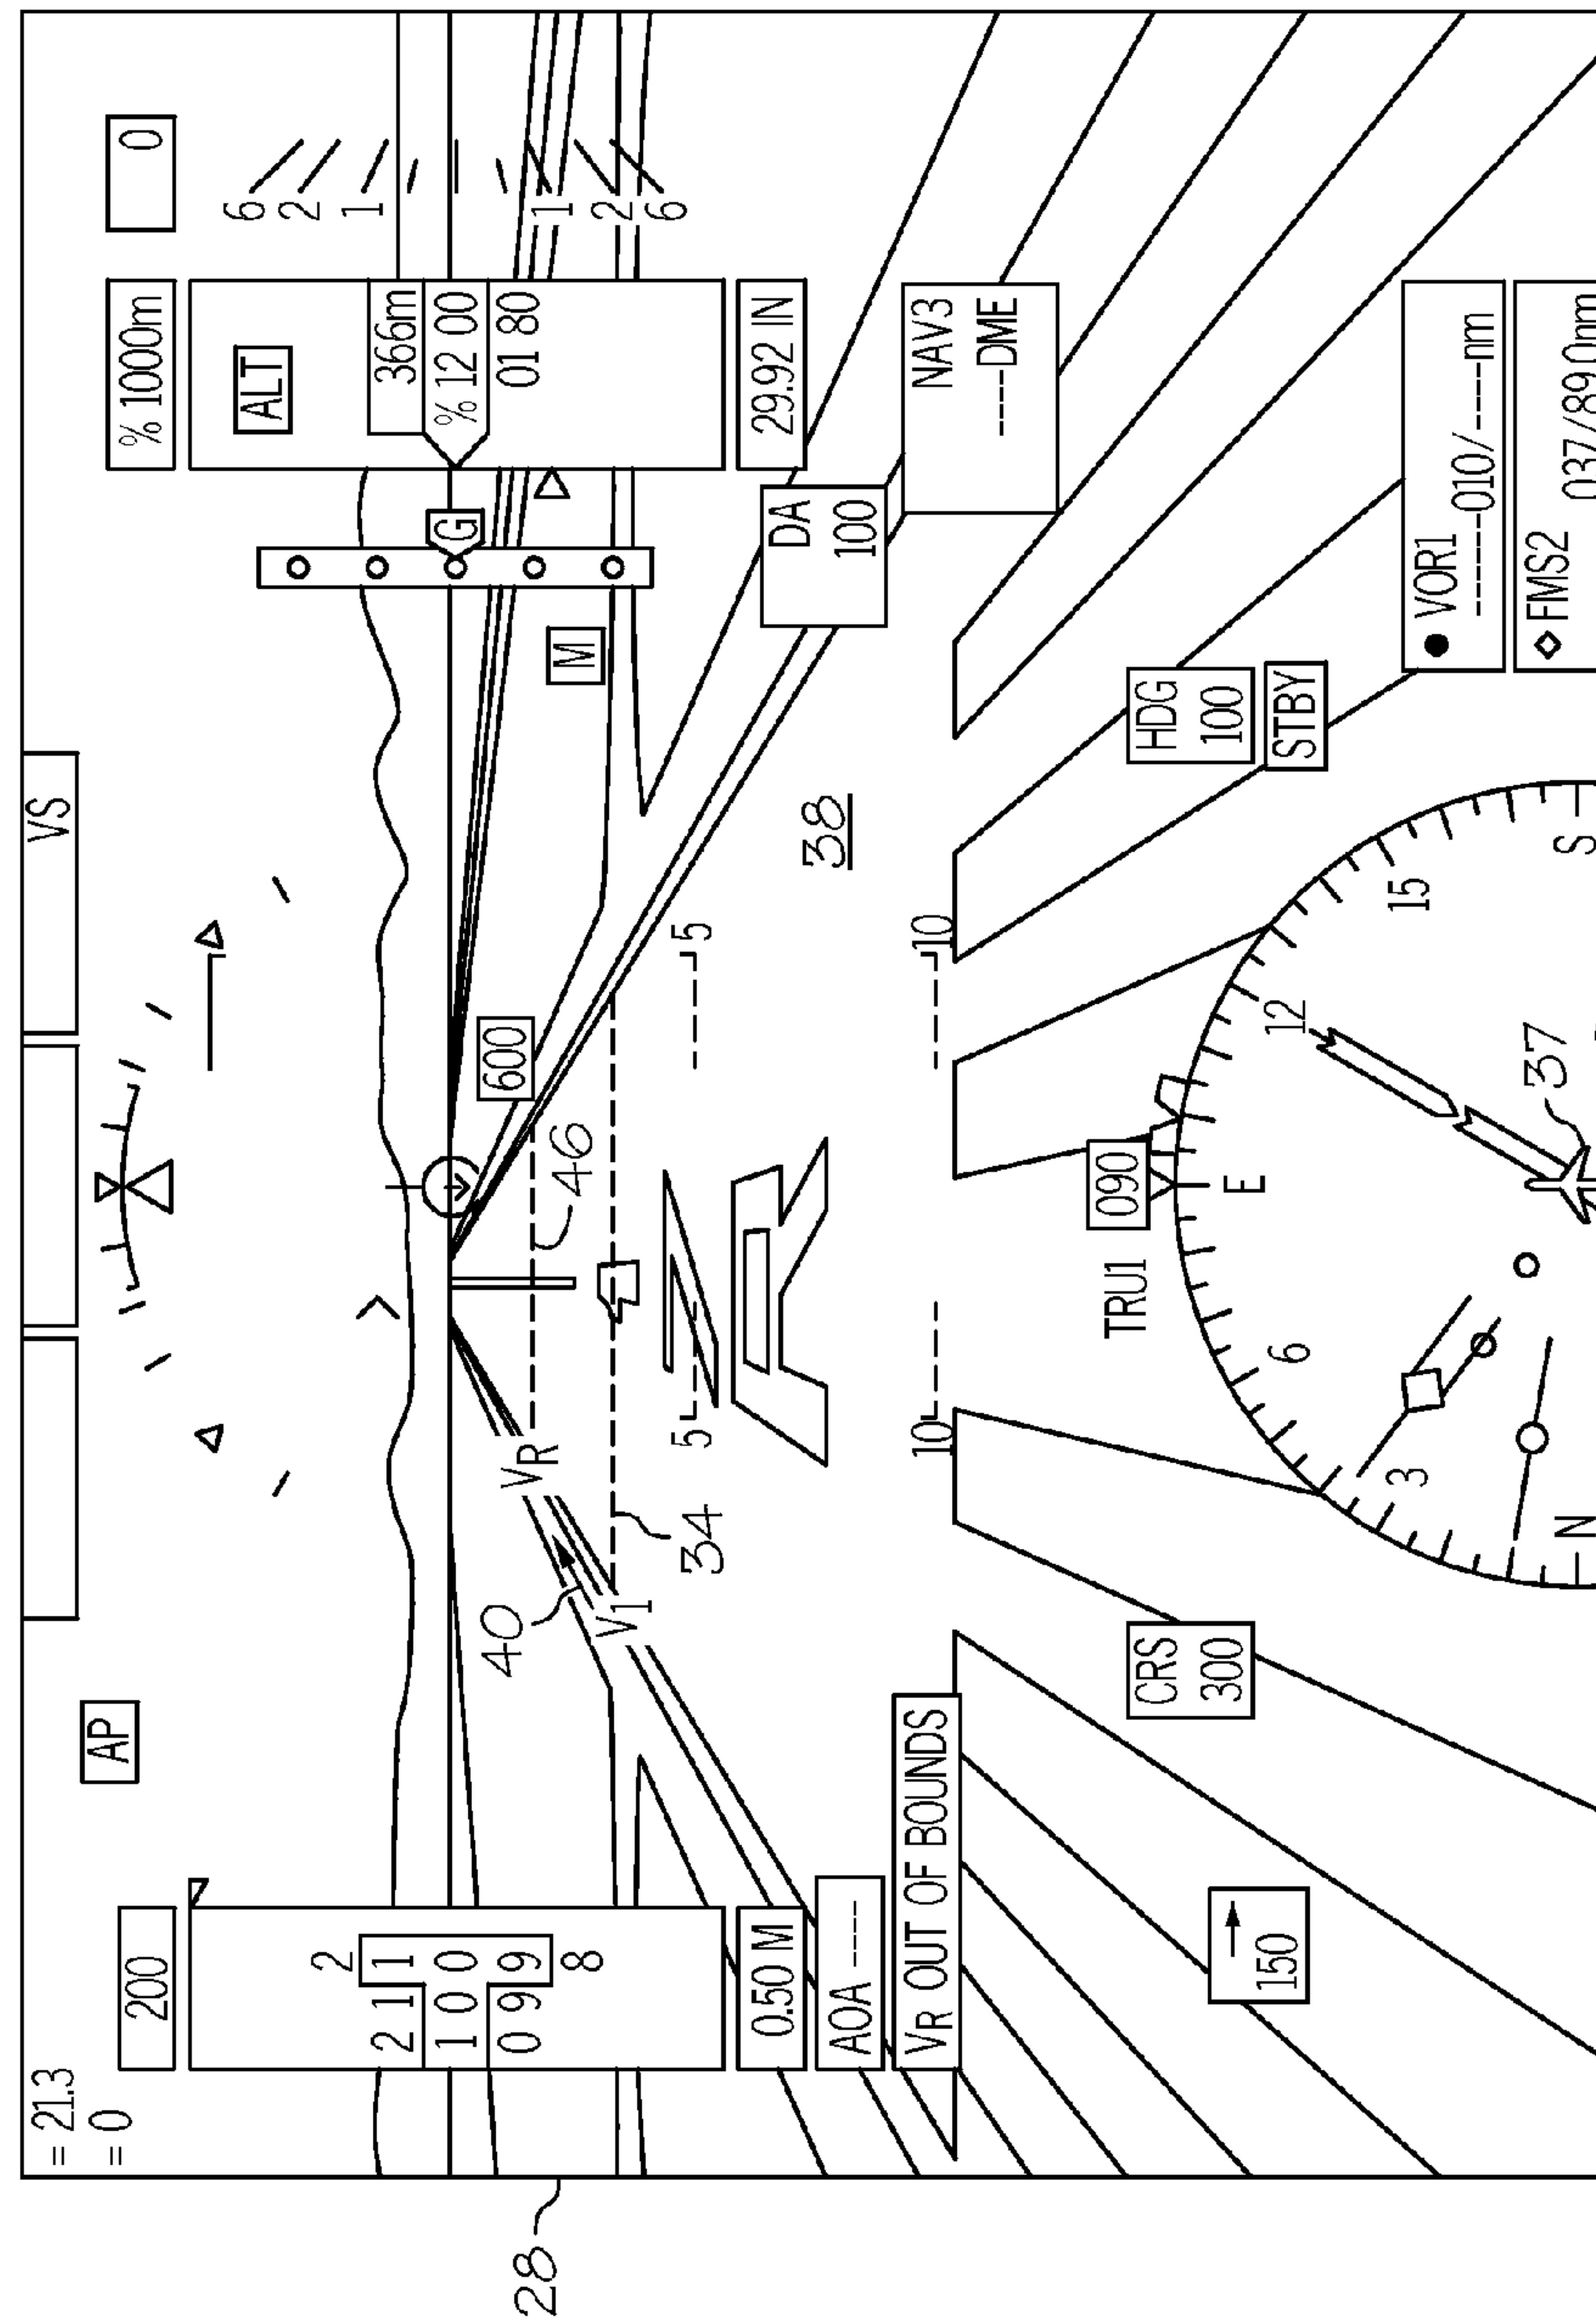 = 21.3
= 0
200
AP
VS
% 1000m
0
2
2 1 1
1 0 0
0 9 9
8
ALT
366m
% 12 00
01 80
6
2
1
1
2
6
G
M
600
VR
46
40
V1
34
5
5
0.50 M
29.92 IN
AOA ----
DA
100
38
VR OUT OF BOUNDS
10
10
NAV3
----DME
28
090
TRU1
CRS
300
HDG
100
STBY
→
150
E
6
12
3
15
N
S
37
VOR1
------010/----nm
FMS2
037/89.0nm